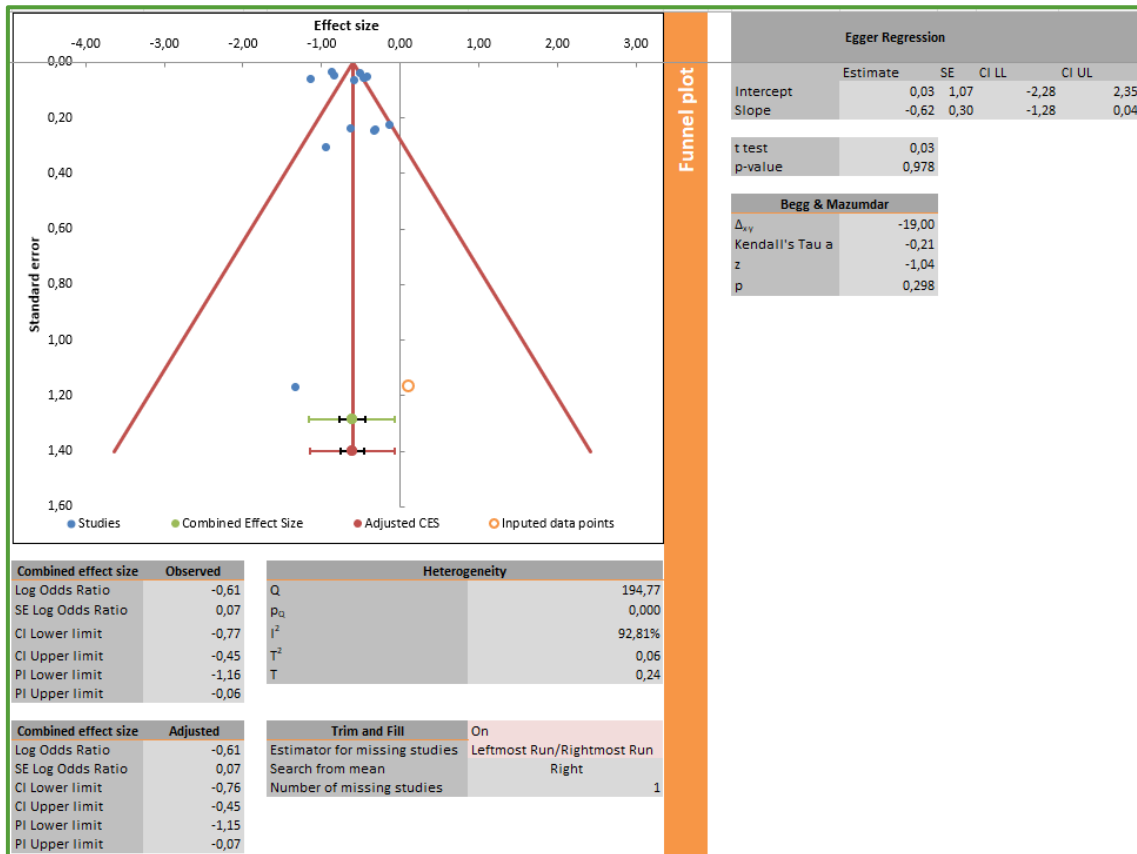 Effect size
-4,00 -3,00 -2,00 -1,00 0,00 1,00 2,00 3,00
0,00
0,20
0,40
0,60
0,80
1,00
1,20
1,40
1,60
Standard error
Studies Combined Effect Size Adjusted CES Inputed data points
Funnel plot
Egger Regression
Estimate SE CI LL CI UL
Intercept 0,03 1,07 -2,28 2,35
Slope -0,62 0,30 -1,28 0,04
t test 0,03
p-value 0,978
Begg & Mazumdar
Δxy -19,00
Kendall's Tau a -0,21
z -1,04
p 0,298
Combined effect size Observed
Log Odds Ratio -0,61
SE Log Odds Ratio 0,07
CI Lower limit -0,77
CI Upper limit -0,45
PI Lower limit -1,16
PI Upper limit -0,06
Heterogeneity
Q 194,77
pQ 0,000
I² 92,81%
T² 0,06
T 0,24
Combined effect size Adjusted
Log Odds Ratio -0,61
SE Log Odds Ratio 0,07
CI Lower limit -0,76
CI Upper limit -0,45
PI Lower limit -1,15
PI Upper limit -0,07
Trim and Fill On
Estimator for missing studies Leftmost Run/Rightmost Run
Search from mean Right
Number of missing studies 1